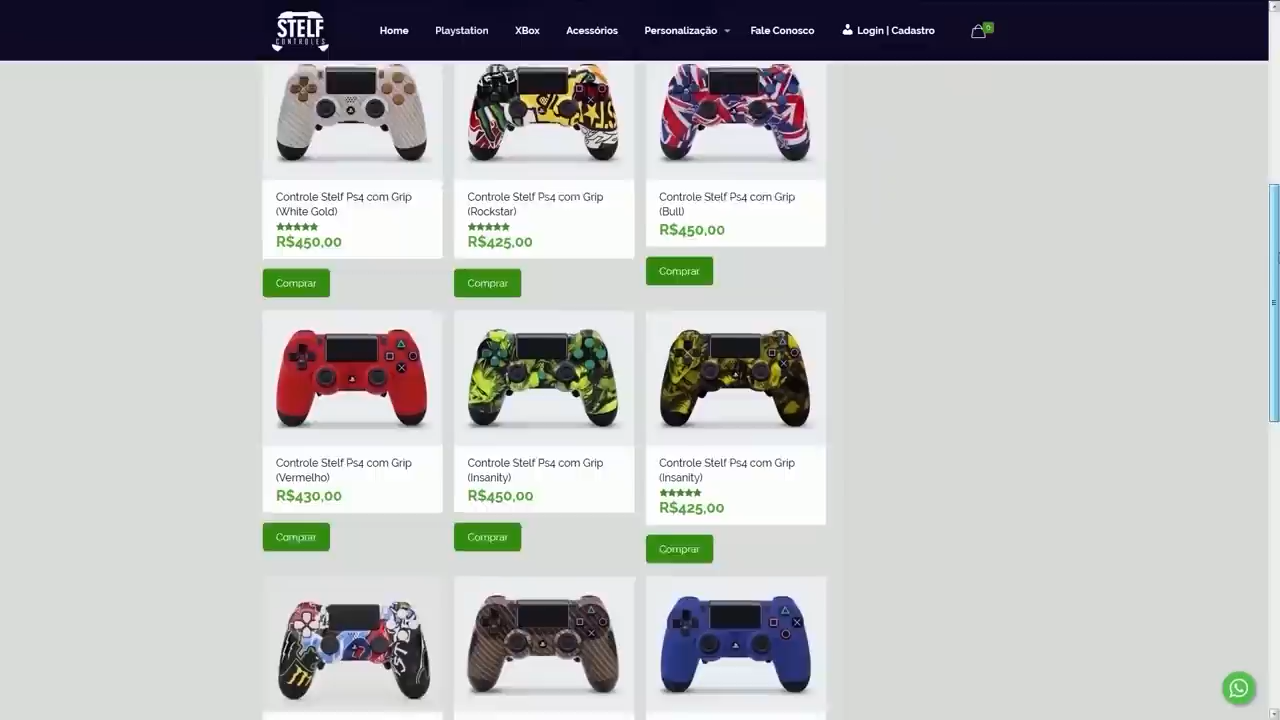 STELF
CONTROLES
Home
Playstation
XBox
Acessórios
Personalização
Fale Conosco
Login | Cadastro
0
Controle Stelf Ps4 com Grip
(White Gold)
R$450,00
Comprar
Controle Stelf Ps4 com Grip
(Rockstar)
R$425,00
Comprar
Controle Stelf Ps4 com Grip
(Bull)
R$450,00
Comprar
Controle Stelf Ps4 com Grip
(Vermelho)
R$430,00
Comprar
Controle Stelf Ps4 com Grip
(Insanity)
R$450,00
Comprar
Controle Stelf Ps4 com Grip
(Insanity)
R$425,00
Comprar